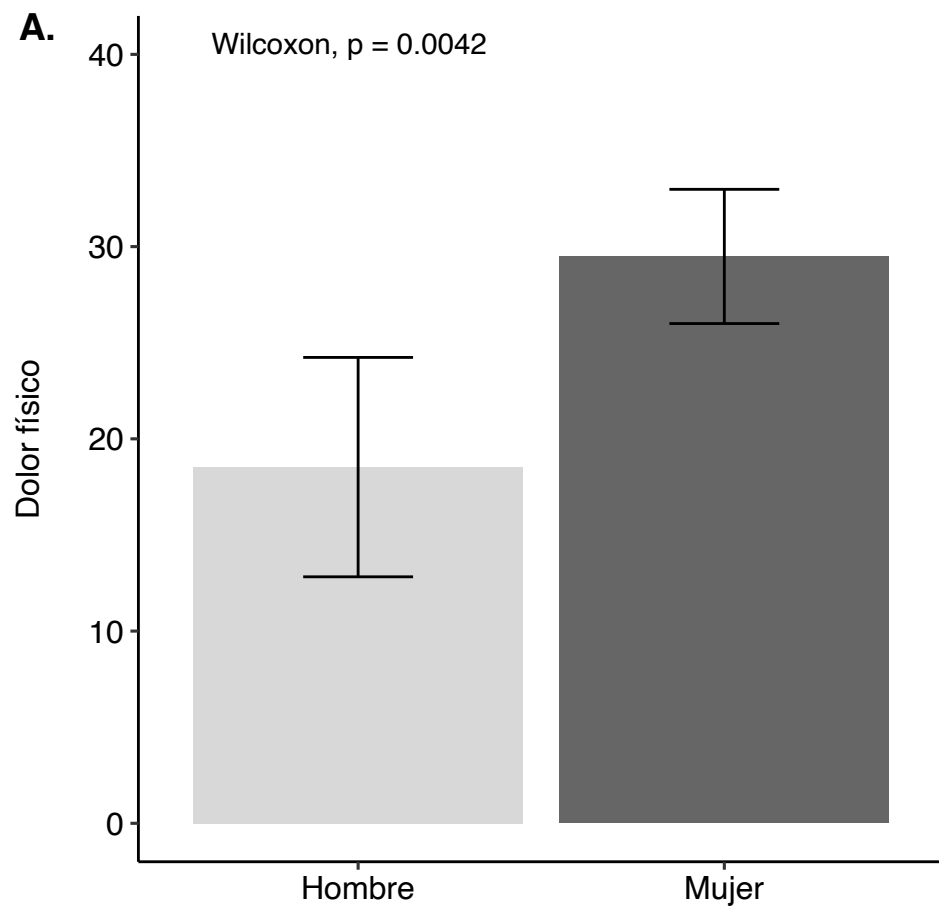 A.
Wilcoxon, p = 0.0042
40
30
20
10
0
Dolor físico
Hombre
Mujer